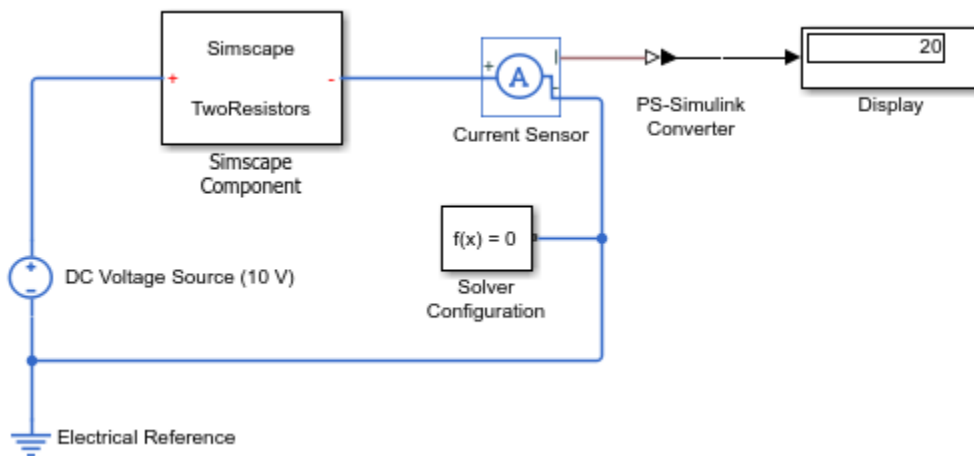 Simscape
+
-
TwoResistors
Simscape
Component
+
A
I
-
Current Sensor
PS-Simulink
Converter
20
Display
f(x) = 0
Solver
Configuration
+
-
DC Voltage Source (10 V)
Electrical Reference